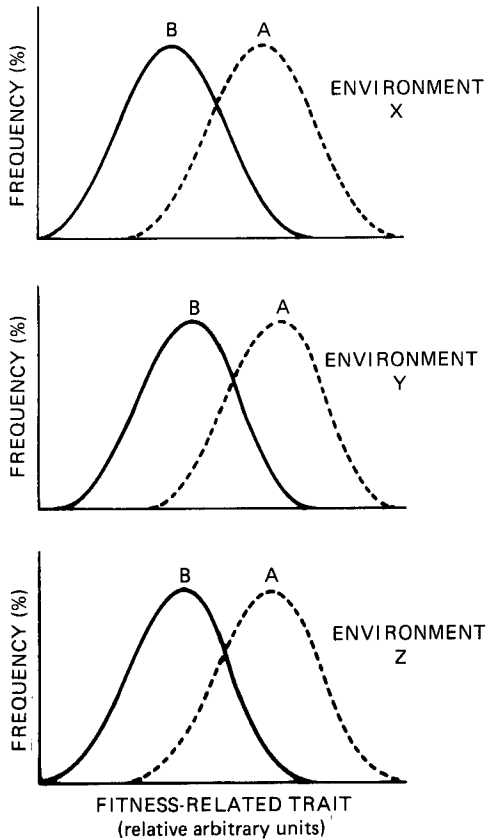 B A
FREQUENCY (%)
ENVIRONMENT
X
B A
FREQUENCY (%)
ENVIRONMENT
Y
B A
FREQUENCY (%)
ENVIRONMENT
Z
FITNESS-RELATED TRAIT
(relative arbitrary units)